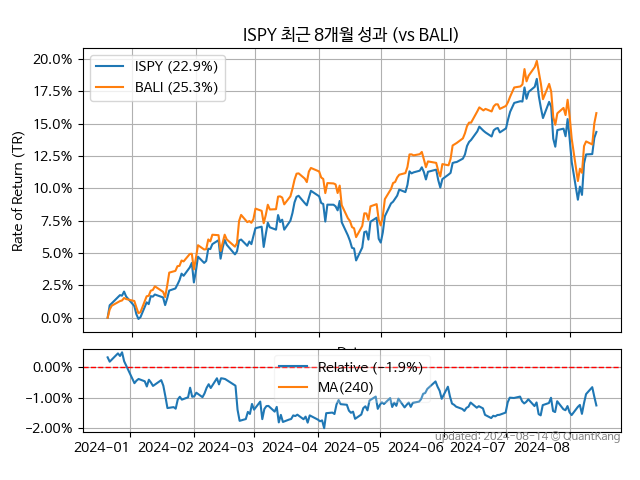 ISPY 최근 8개월 성과 (vs BALI)
ISPY (22.9%)
BALI (25.3%)
Rate of Return (TR)
20.0%
17.5%
15.0%
12.5%
10.0%
7.5%
5.0%
2.5%
0.0%
Relative (-1.9%)
MA(240)
0.00%
-1.00%
-2.00%
2024-01 2024-02 2024-03 2024-04 2024-05 2024-06 2024-07 2024-08
updated: 2024-08-14 © QuantKang